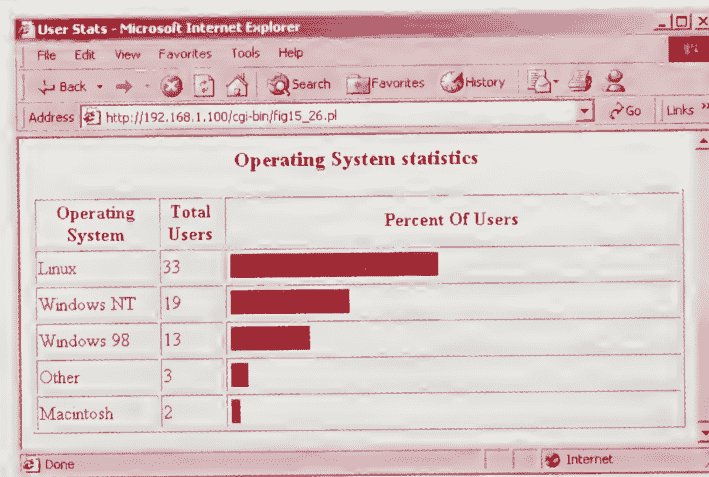 User Stats - Microsoft Internet Explorer
File Edit View Favorites Tools Help
Back Search Favorites History
Address http://192.168.1.100/cgi-bin/fig15_26.pl Go Links »
Operating System statistics
Operating System Total Users Percent Of Users
Linux 33
Windows NT 19
Windows 98 13
Other 3
Macintosh 2
Done Internet